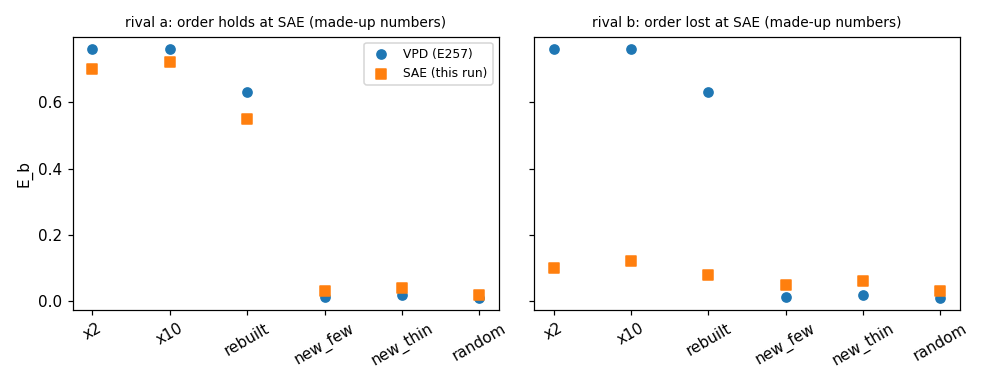 rival a: order holds at SAE (made-up numbers)
rival b: order lost at SAE (made-up numbers)
VPD (E257)
SAE (this run)
E_b
0.6
0.4
0.2
0.0
x2
x10
rebuilt
new_few
new_thin
random
x2
x10
rebuilt
new_few
new_thin
random